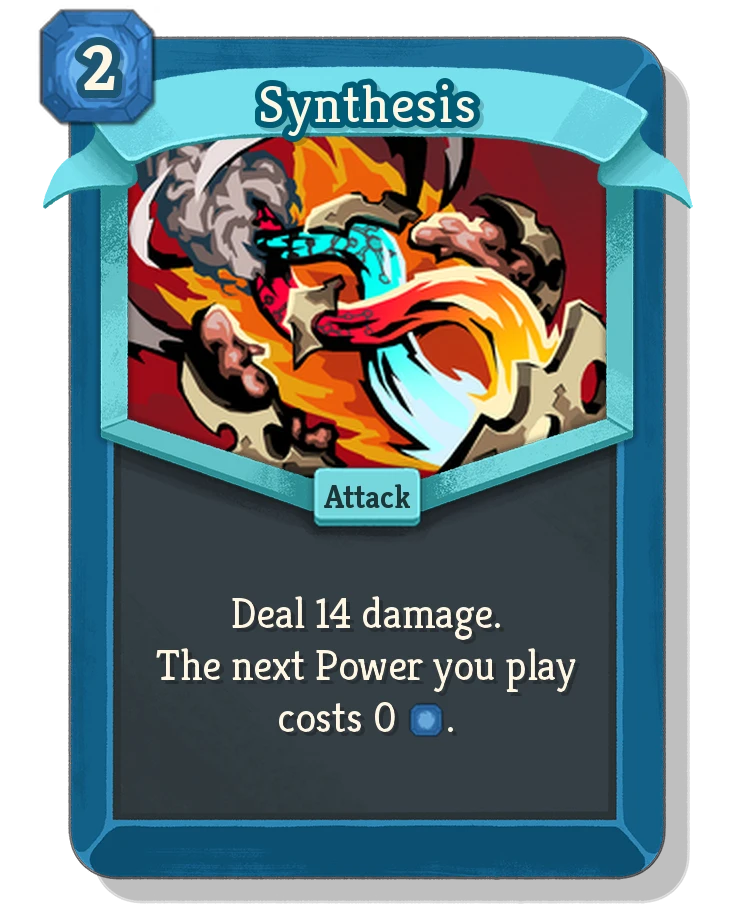 2
Synthesis
Attack
Deal 14 damage.
The next Power you play
costs 0 .